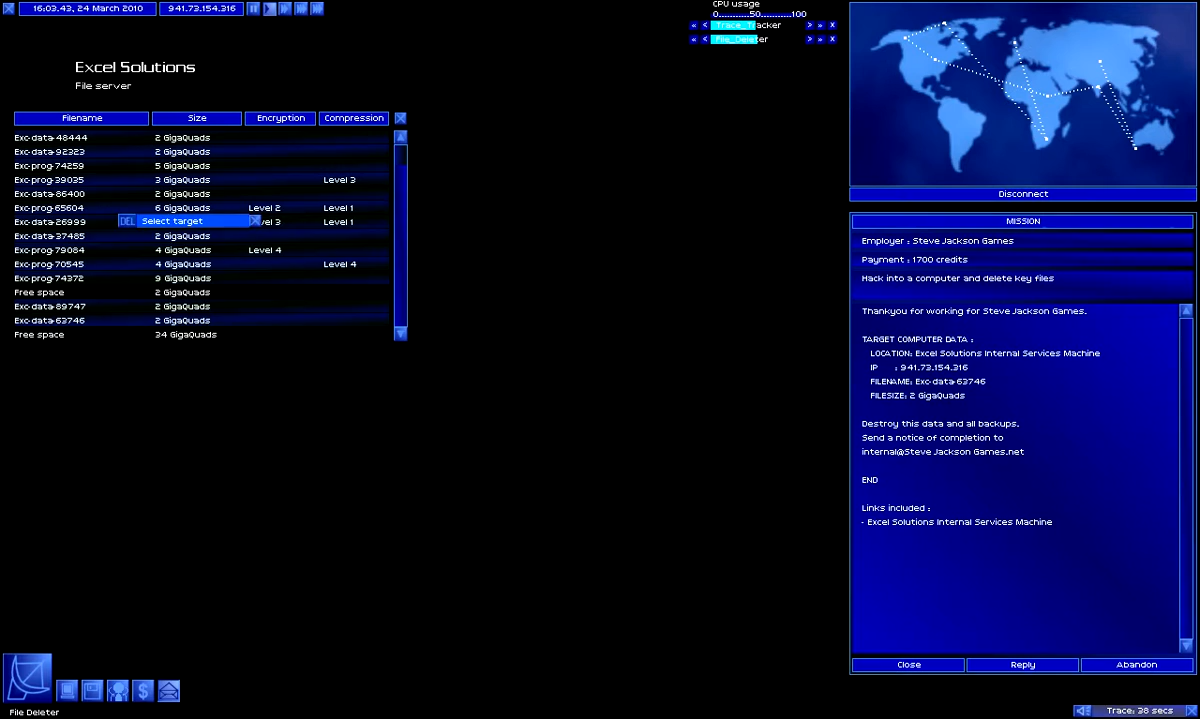 16:03.43, 24 March 2010
941.73.154.316
CPU usage
0..........50..........100
« < Trace_Tracker > » x
« < File_Deleter > » x
Excel Solutions
File server
Filename Size Encryption Compression
Exc-data-48444 2 GigaQuads
Exc-data-92323 2 GigaQuads
Exc-prog-74259 5 GigaQuads
Exc-prog-39035 3 GigaQuads Level 3
Exc-data-86400 2 GigaQuads
Exc-prog-65604 6 GigaQuads Level 2 Level 1
DEL Select target
Exc-data-26999 vel 3 Level 1
Exc-data-37485 2 GigaQuads
Exc-prog-79084 4 GigaQuads Level 4
Exc-prog-70545 4 GigaQuads Level 4
Exc-prog-74372 9 GigaQuads
Free space 2 GigaQuads
Exc-data-89747 2 GigaQuads
Exc-data-63746 2 GigaQuads
Free space 34 GigaQuads
Disconnect
MISSION
Employer : Steve Jackson Games
Payment : 1700 credits
Hack into a computer and delete key files
Thankyou for working for Steve Jackson Games.
TARGET COMPUTER DATA :
LOCATION: Excel Solutions Internal Services Machine
IP : 941.73.154.316
FILENAME: Exc-data-63746
FILESIZE: 2 GigaQuads
Destroy this data and all backups.
Send a notice of completion to
internal@Steve Jackson Games.net
END
Links included :
- Excel Solutions Internal Services Machine
Close Reply Abandon
$
File Deleter
Trace: 38 secs